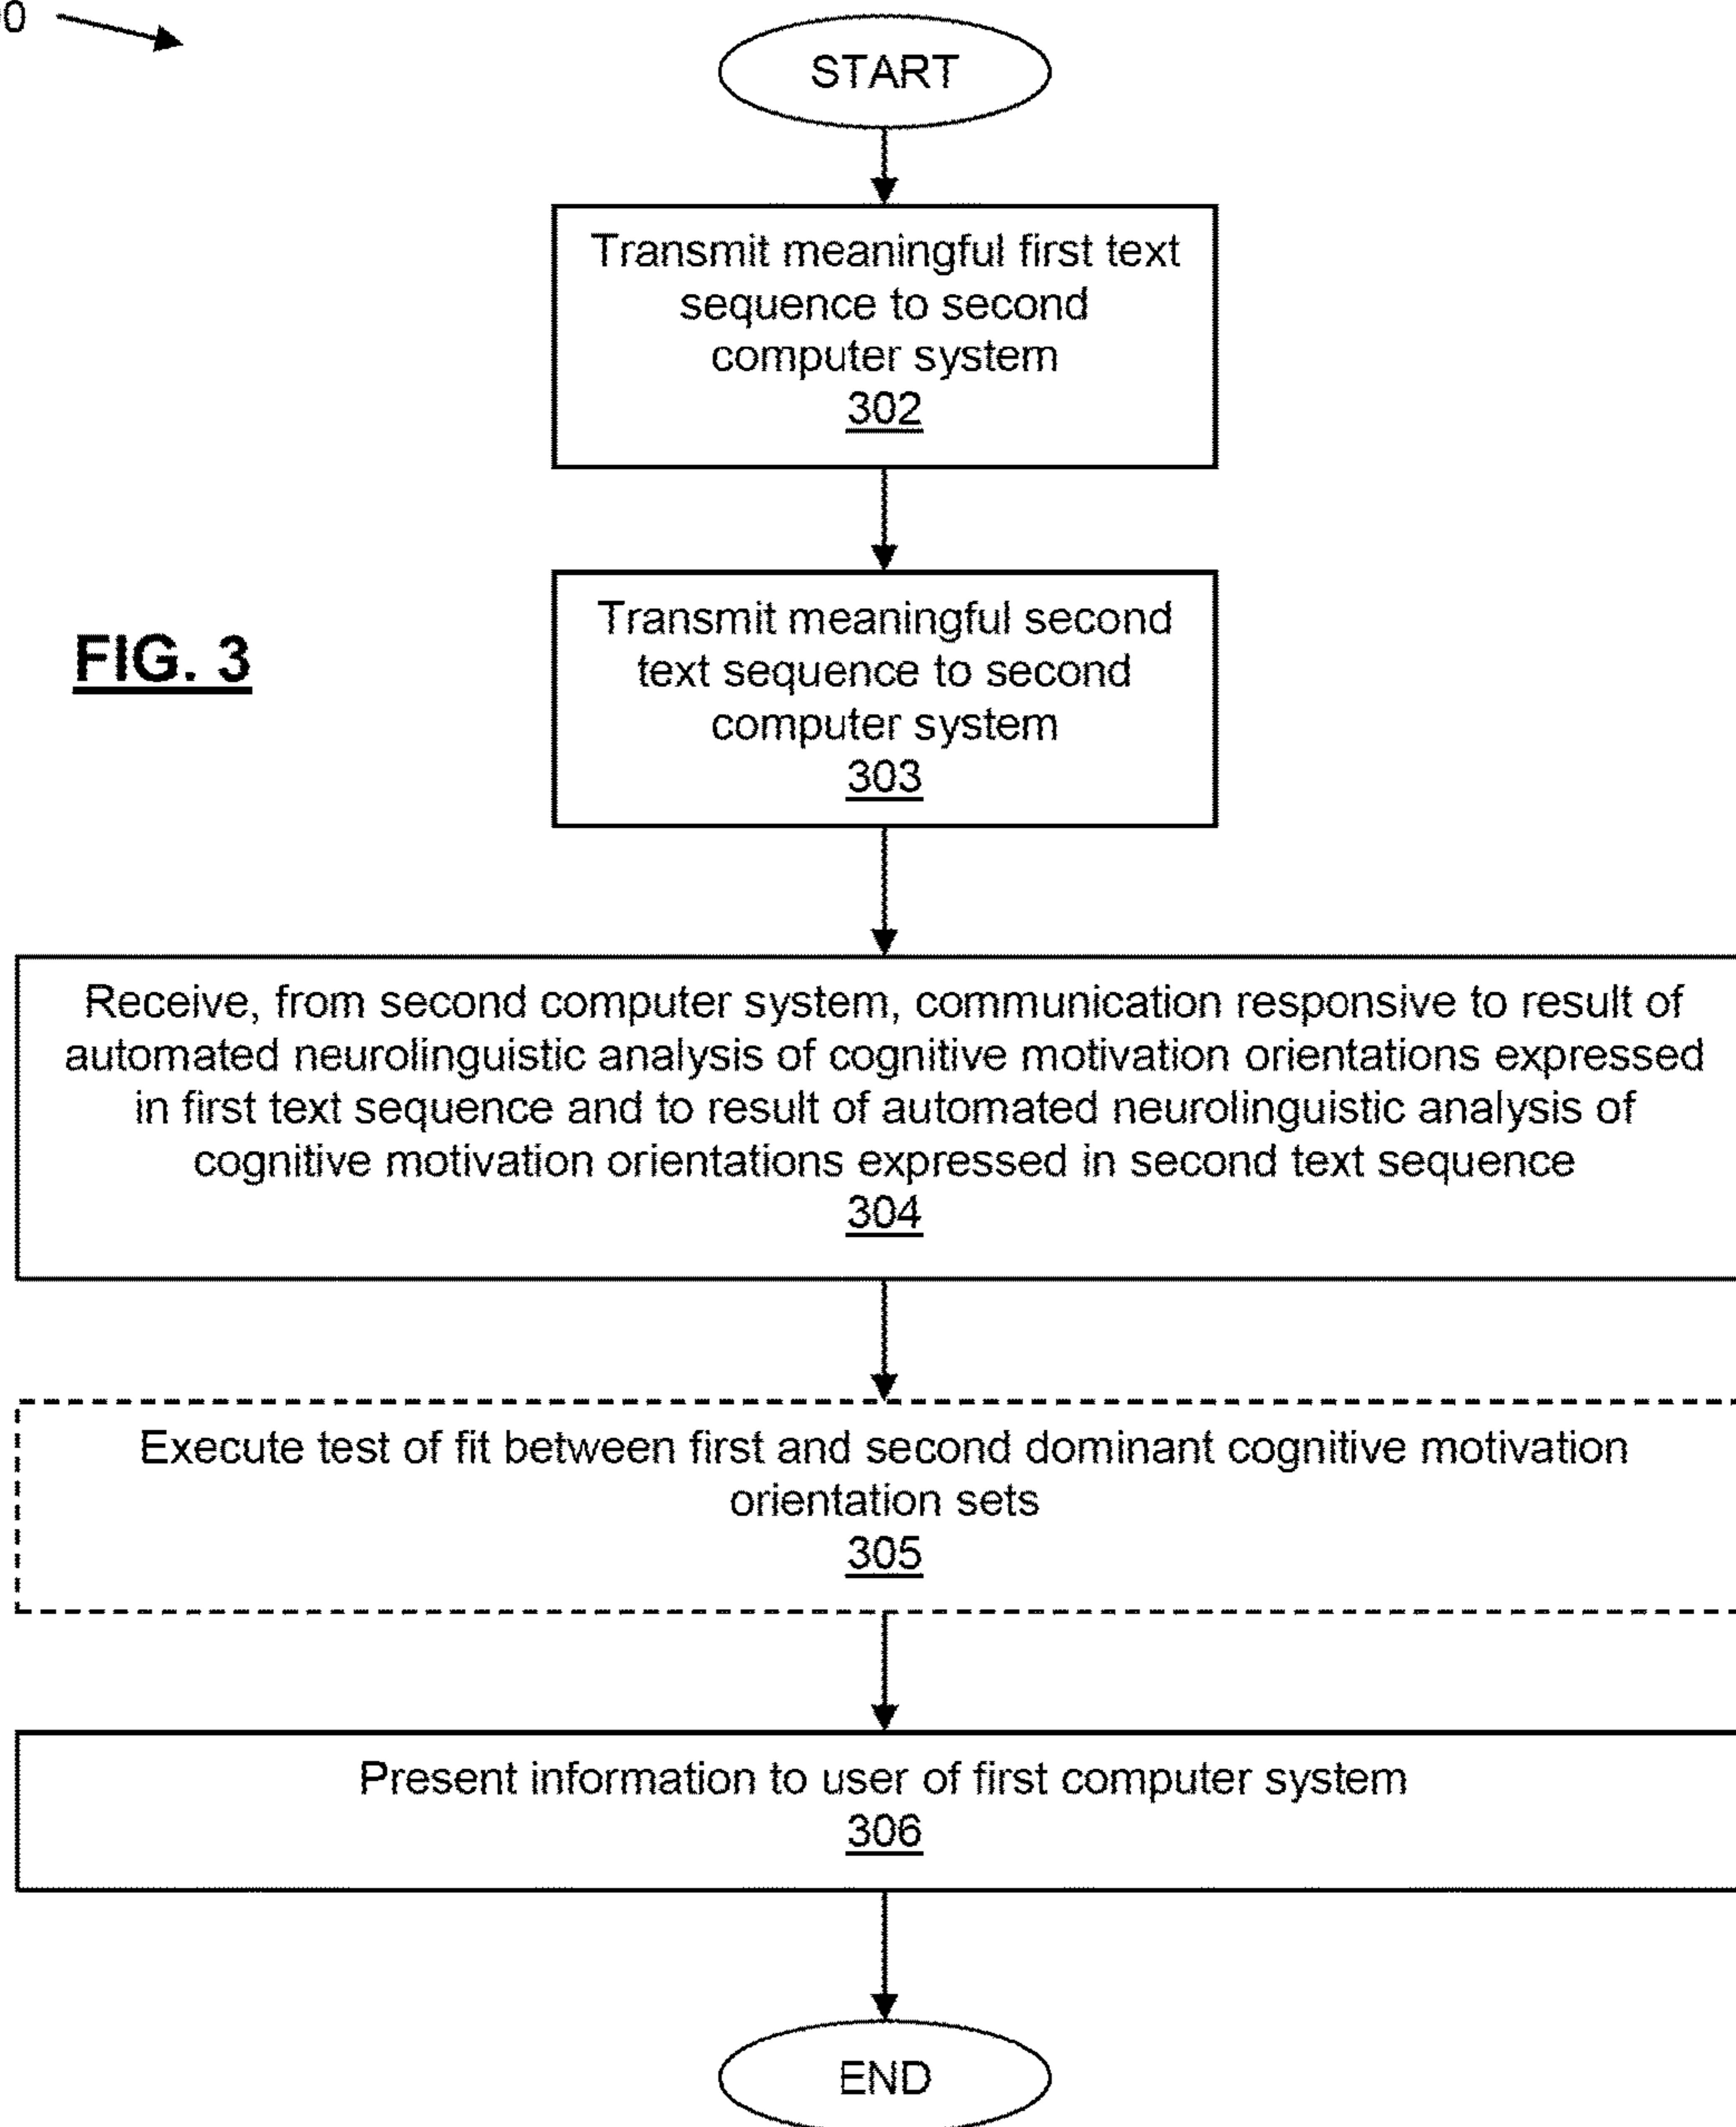 START
Transmit meaningful first text
sequence to second
computer system
302
Transmit meaningful second
text sequence to second
computer system
303
FIG. 3
Receive, from second computer system, communication responsive to result of
automated neurolinguistic analysis of cognitive motivation orientations expressed
in first text sequence and to result of automated neurolinguistic analysis of
cognitive motivation orientations expressed in second text sequence
304
Execute test of fit between first and second dominant cognitive motivation
orientation sets
305
Present information to user of first computer system
306
END